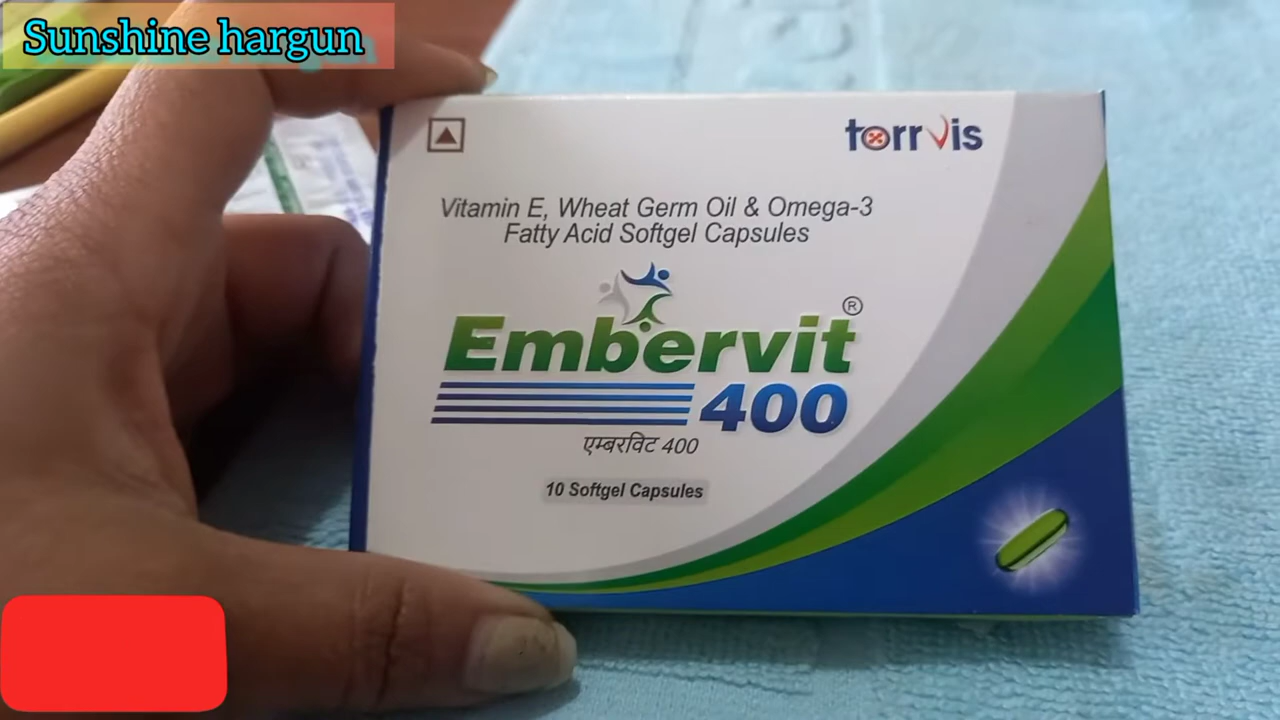 Sunshine hargun
torrvis
Vitamin E, Wheat Germ Oil & Omega-3
Fatty Acid Softgel Capsules
Embervit®
400
एम्बरविट 400
10 Softgel Capsules